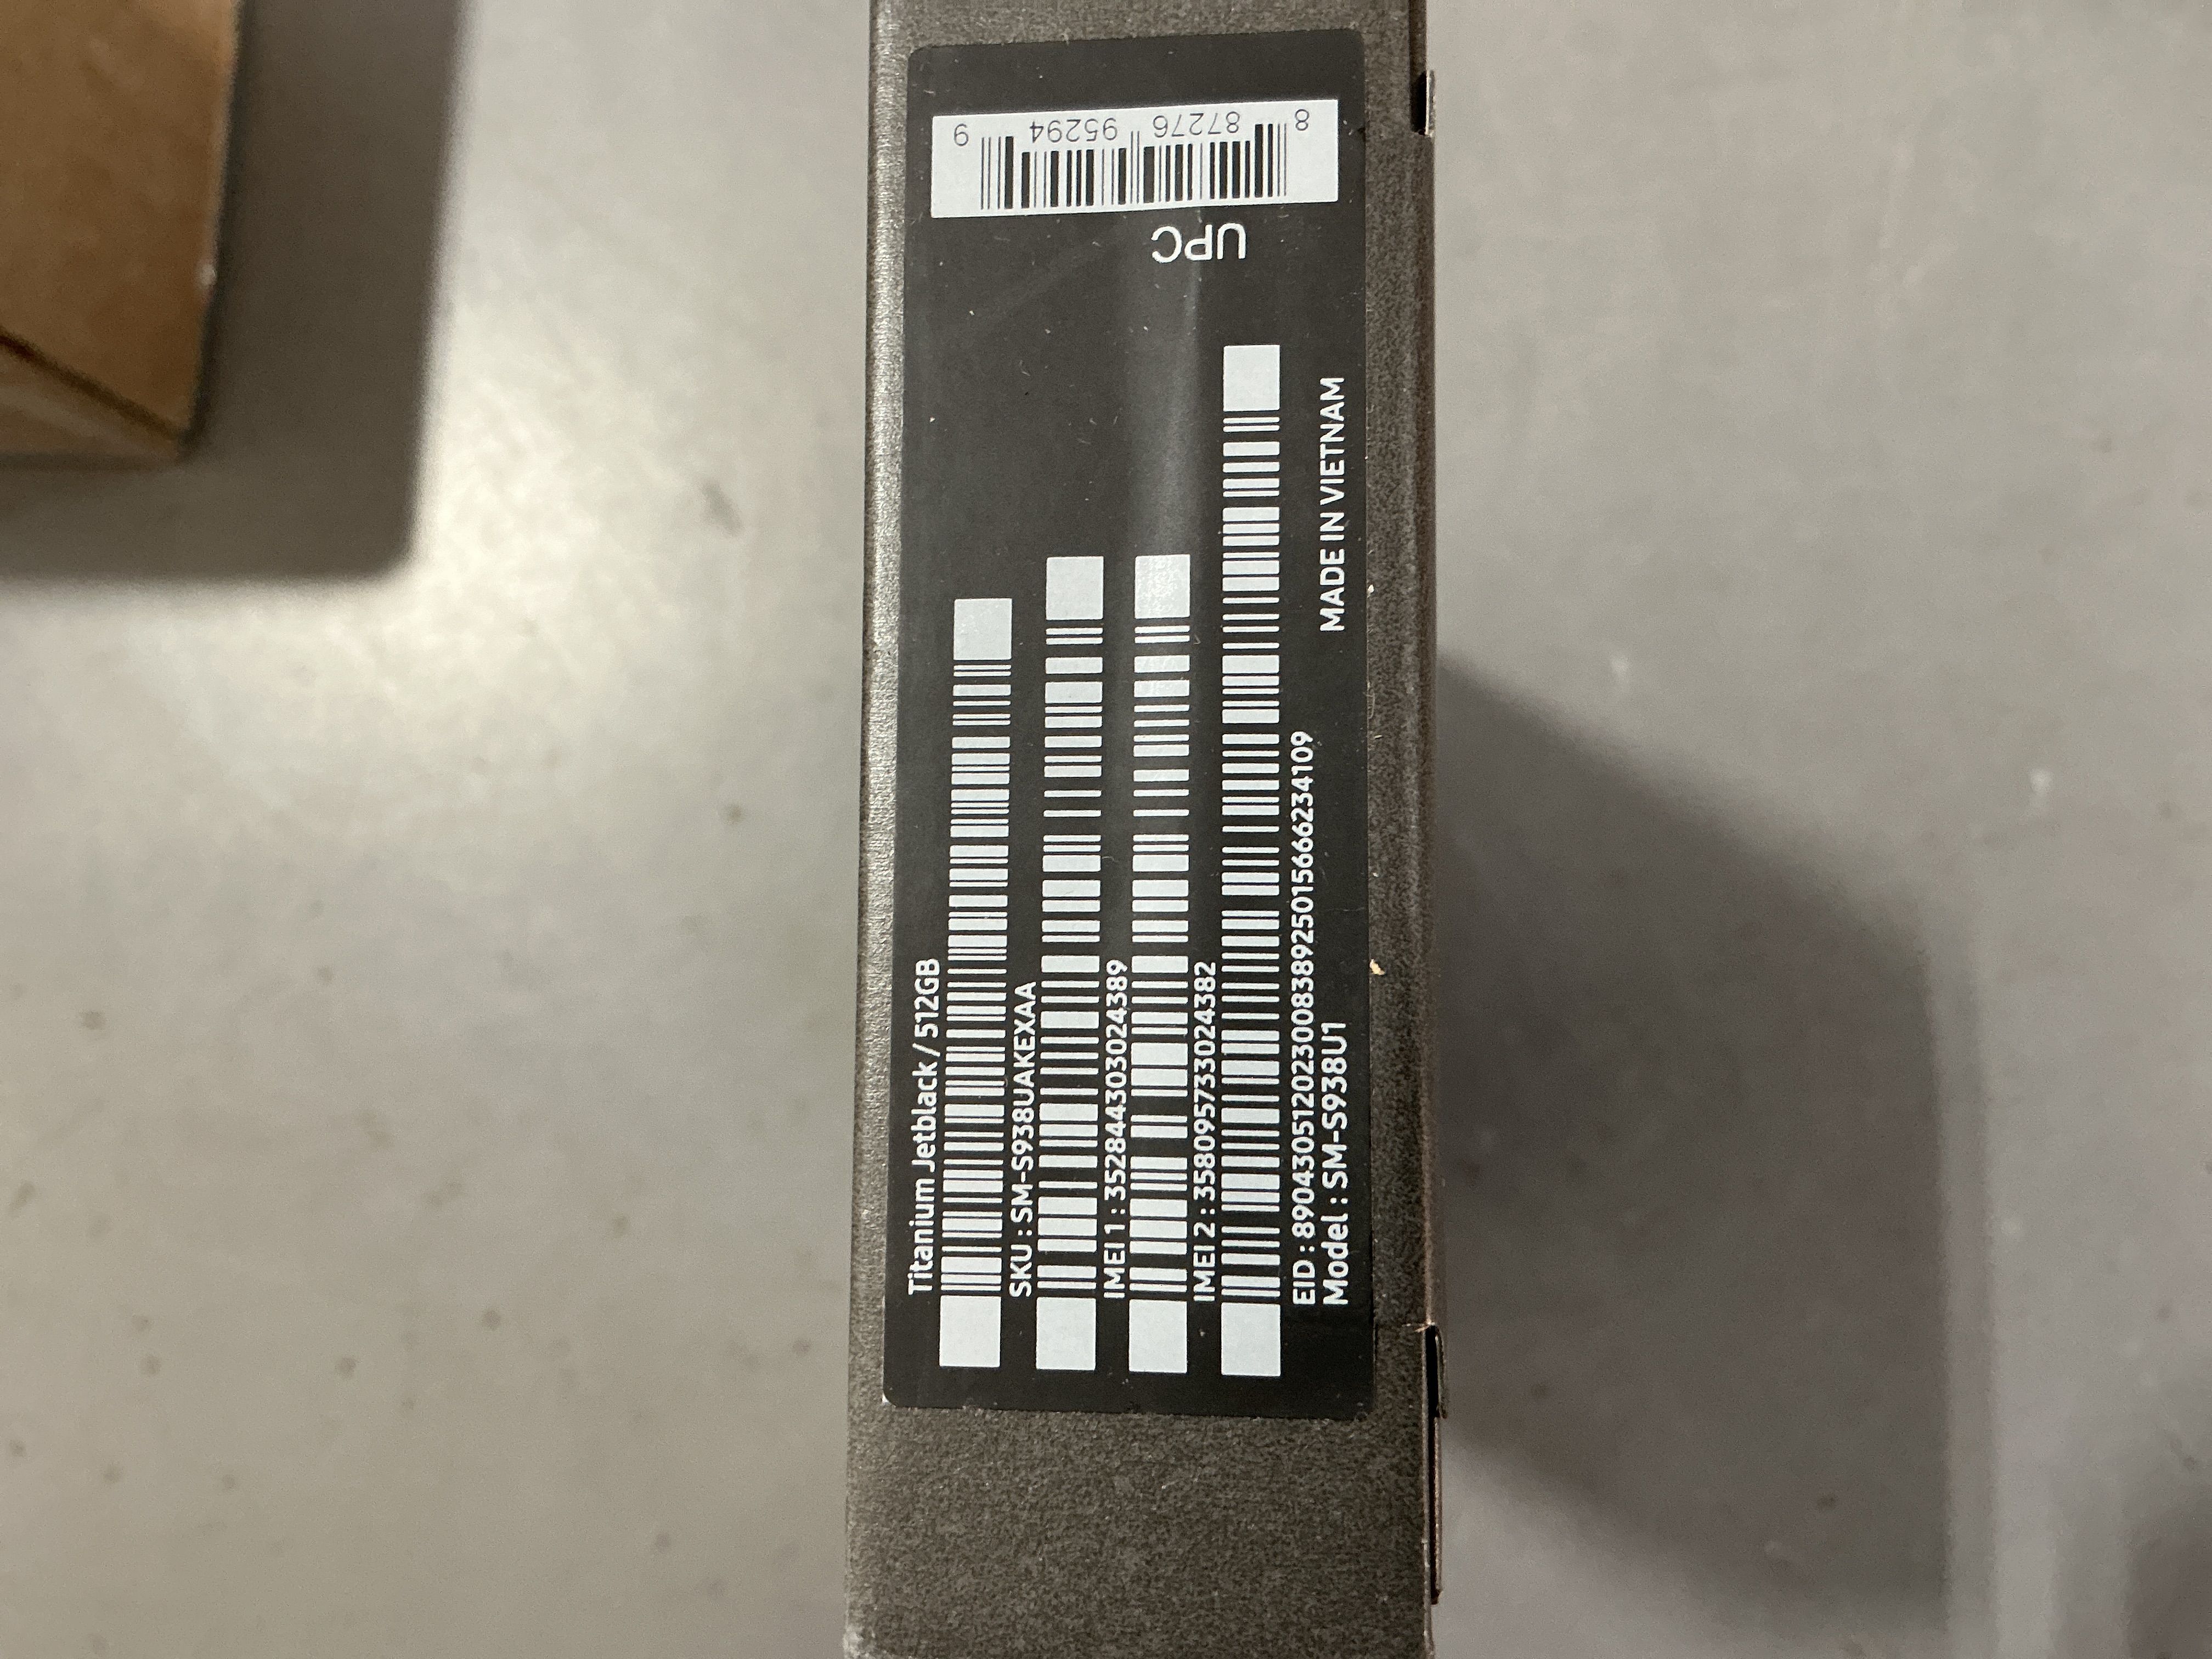 Titanium Jetblack / 512GB
SKU : SM-S938UAKEXAA
IMEI 1 : 352844303024389
IMEI 2 : 358095733024382
EID : 89043051202300838925015666234109
Model : SM-S938U1
MADE IN VIETNAM
UPC
8 87276 95294 9